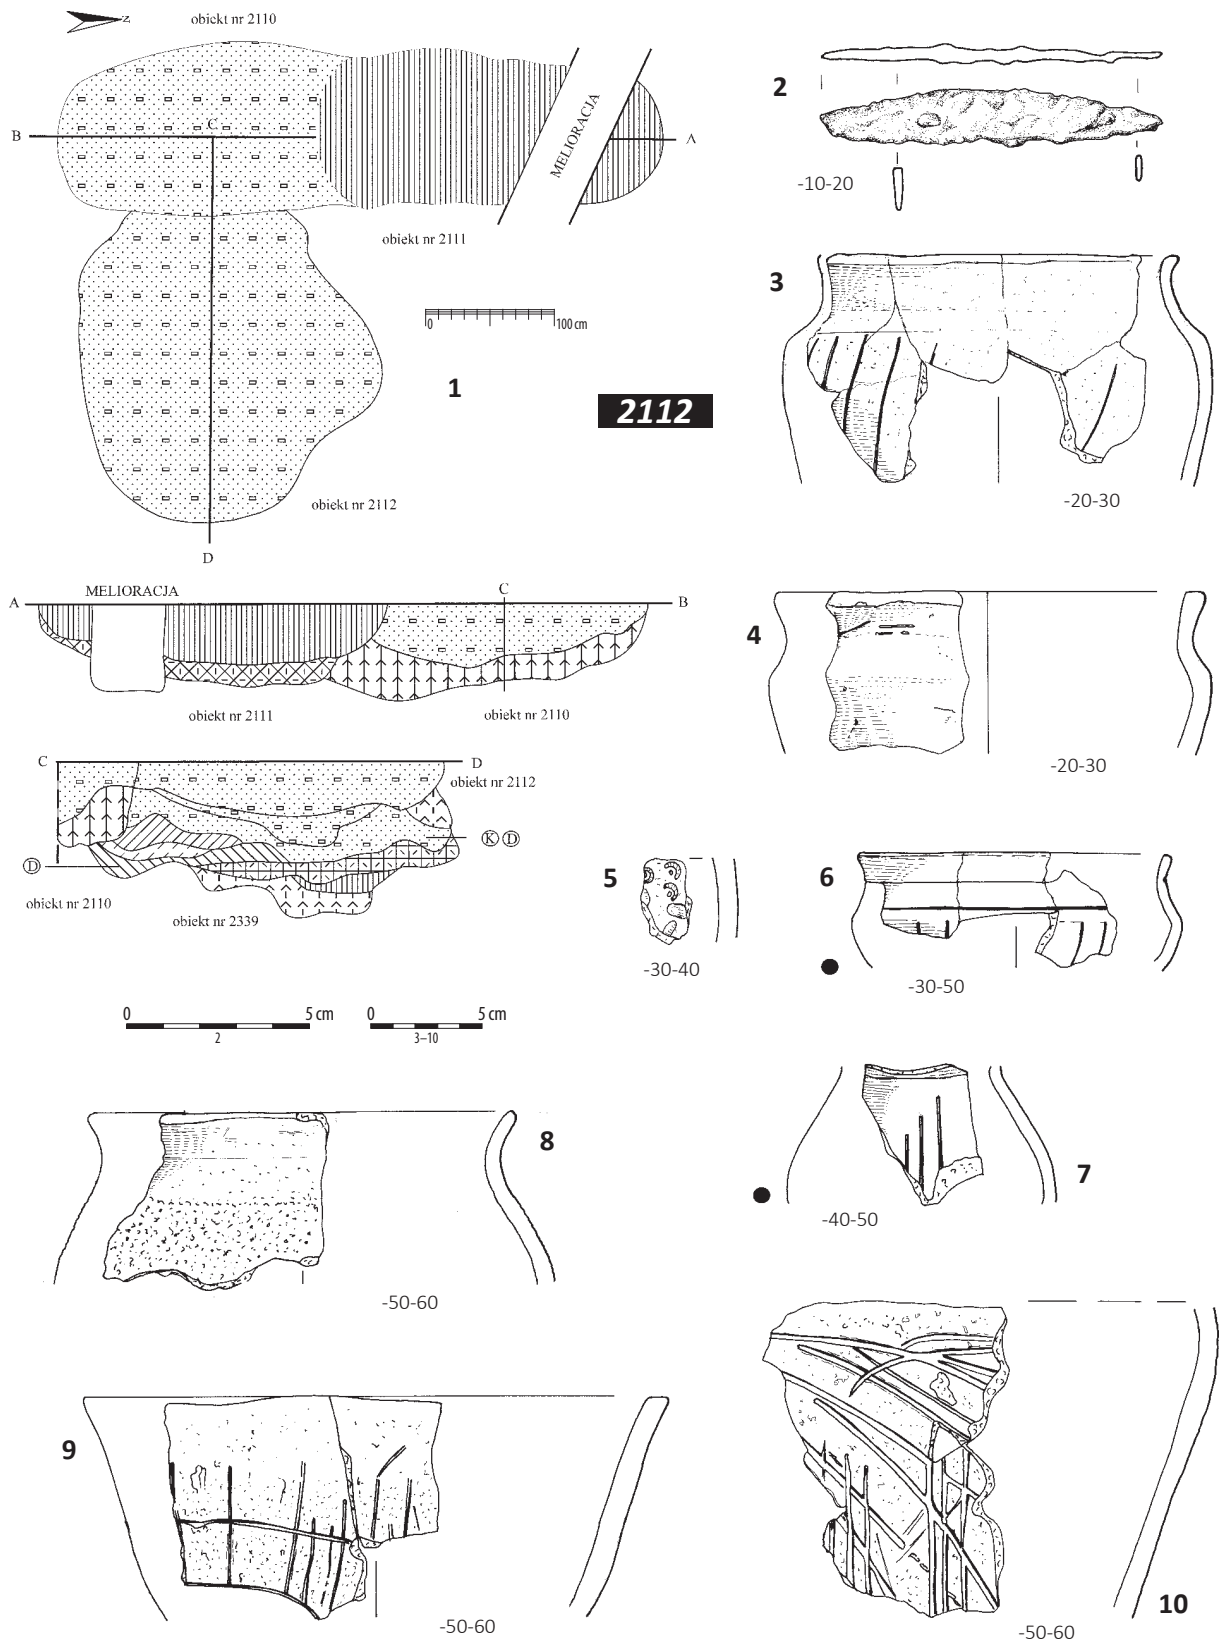 obiekt nr 2110
z
B
C
A
MELIORACJA
obiekt nr 2111
0
100 cm
1
2112
obiekt nr 2112
D
2
-10-20
3
-20-30
A
MELIORACJA
C
B
obiekt nr 2111
obiekt nr 2110
4
-20-30
C
D
obiekt nr 2112
K D
D
obiekt nr 2110
obiekt nr 2339
5
-30-40
6
-30-50
0 5 cm
2
0 5 cm
3–10
7
-40-50
8
-50-60
9
-50-60
10
-50-60